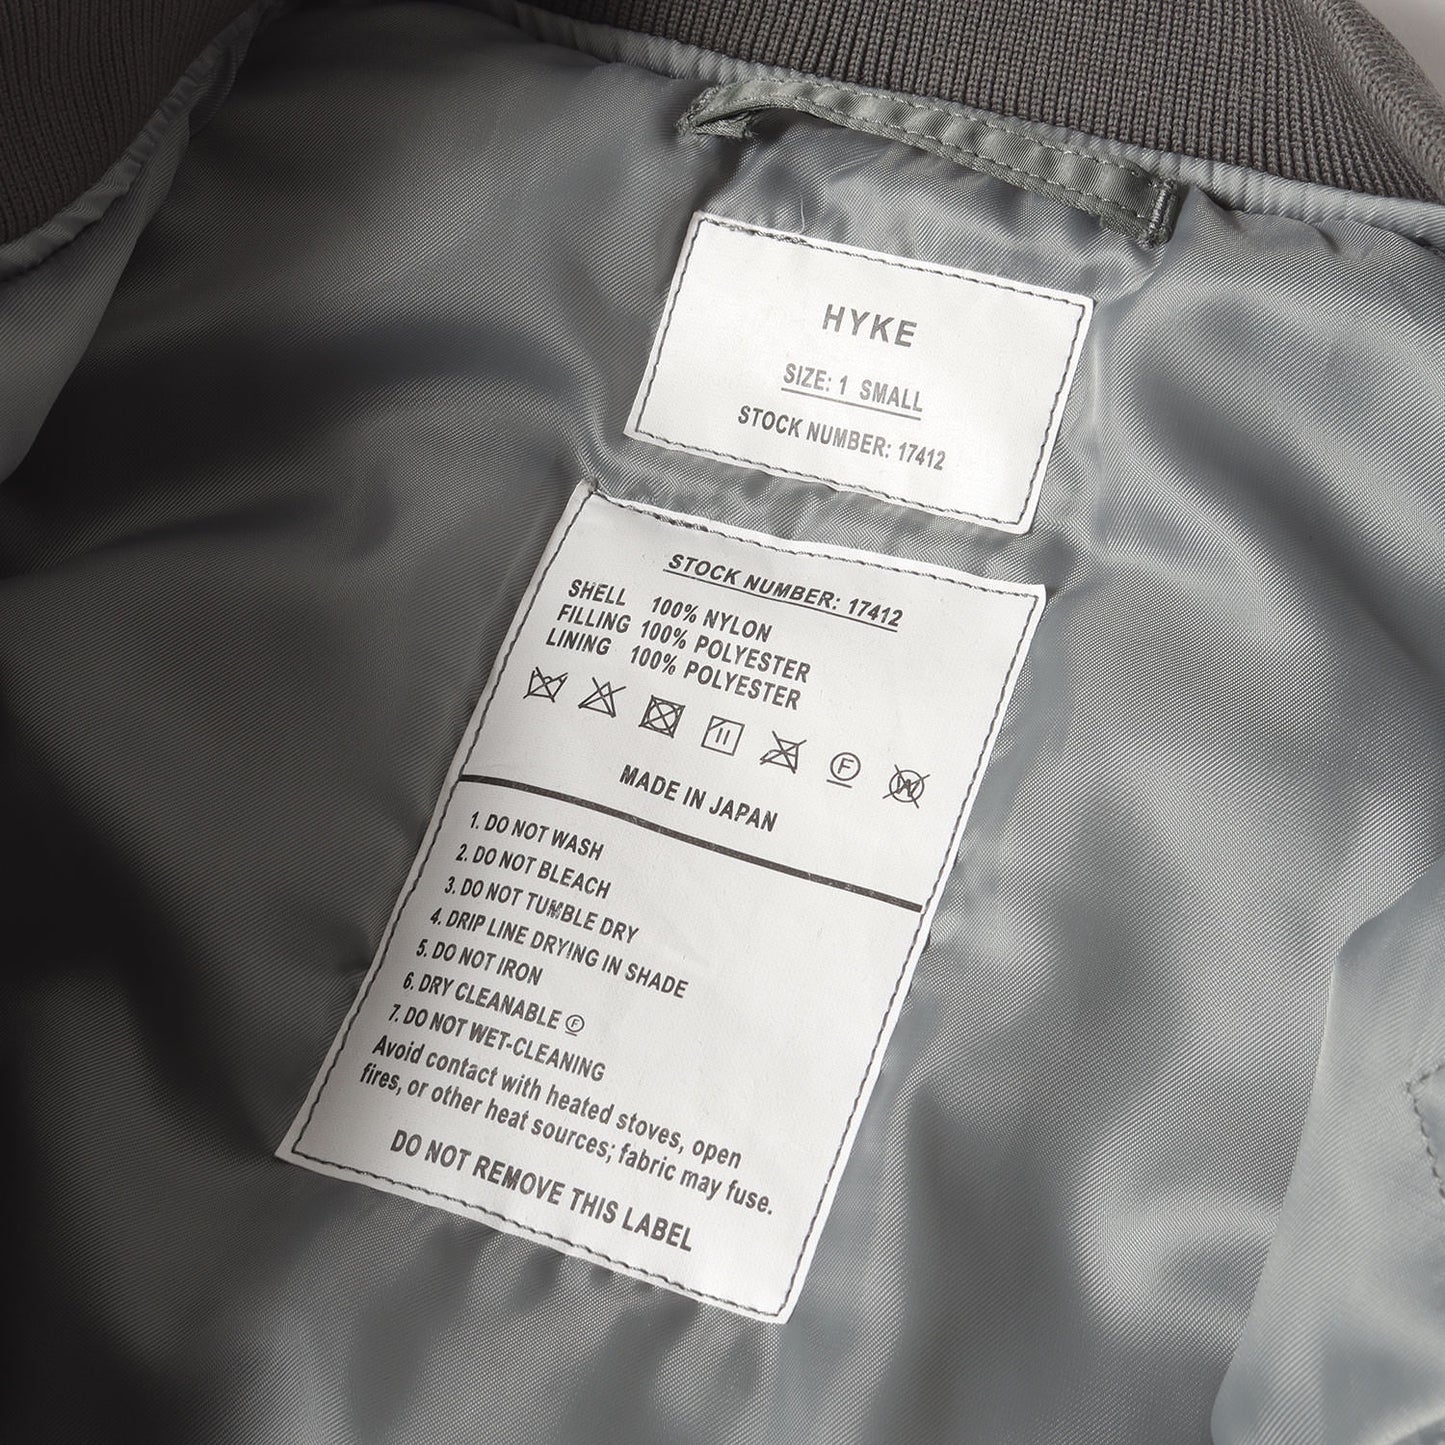 HYKE
SIZE: 1 SMALL
STOCK NUMBER: 17412
STOCK NUMBER: 17412
SHELL 100% NYLON
FILLING 100% POLYESTER
LINING 100% POLYESTER
F W
MADE IN JAPAN
1. DO NOT WASH
2. DO NOT BLEACH
3. DO NOT TUMBLE DRY
4. DRIP LINE DRYING IN SHADE
5. DO NOT IRON
6. DRY CLEANABLE Ⓕ
7. DO NOT WET-CLEANING
Avoid contact with heated stoves, open
fires, or other heat sources; fabric may fuse.
DO NOT REMOVE THIS LABEL